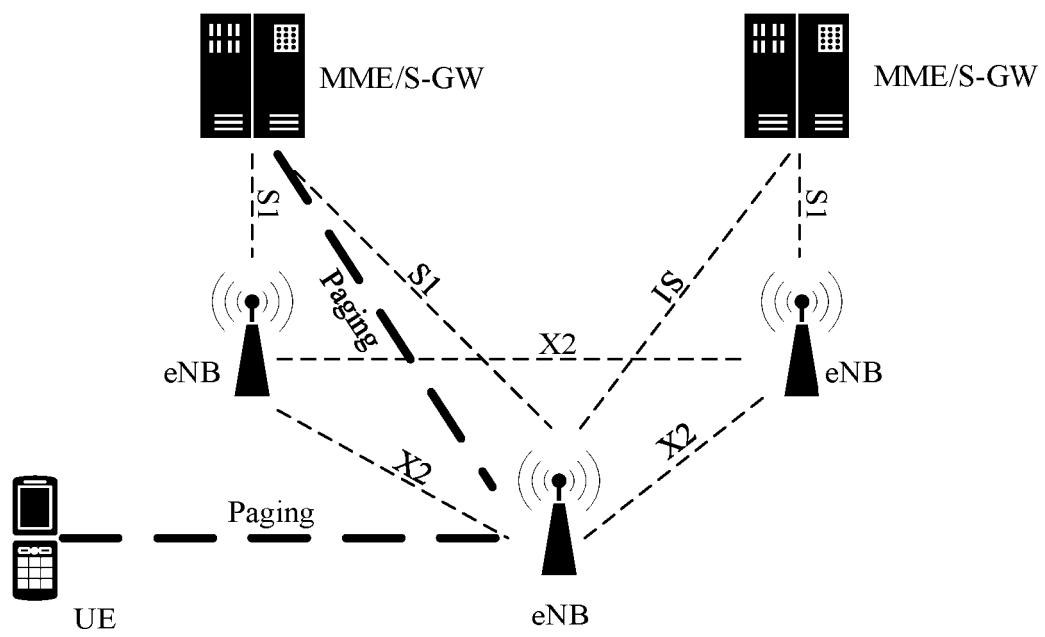 MME/S-GW
MME/S-GW
S1
S1
S1
S1
Paging
X2
eNB
eNB
X2
X2
Paging
UE
eNB